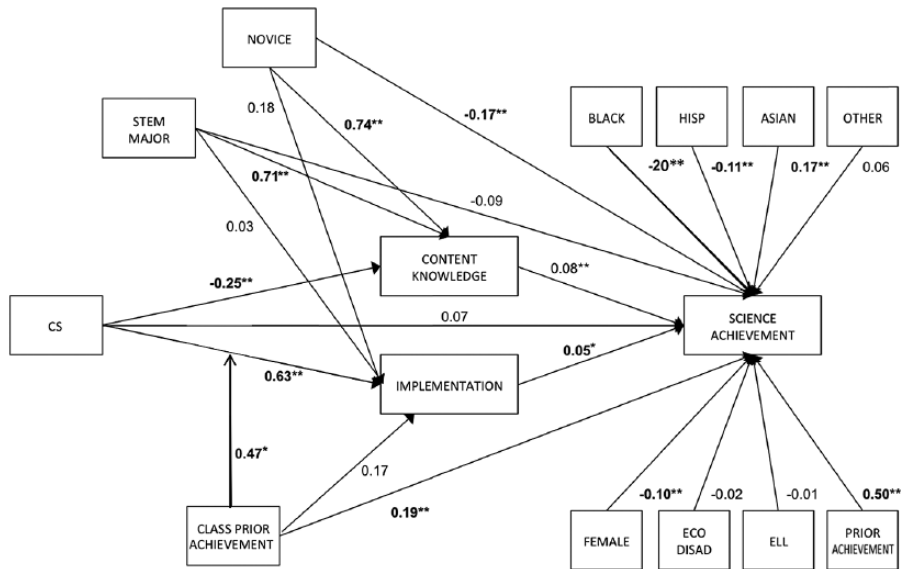 NOVICE
STEM
MAJOR
BLACK
HISP
ASIAN
OTHER
0.18
0.74**
-0.17**
-20**
-0.11**
0.17**
0.06
0.71**
0.03
-0.09
CONTENT
KNOWLEDGE
-0.25**
0.08**
CS
0.07
SCIENCE
ACHIEVEMENT
0.63**
IMPLEMENTATION
0.05*
0.47*
0.17
0.19**
-0.10**
-0.02
-0.01
0.50**
CLASS PRIOR
ACHIEVEMENT
FEMALE
ECO
DISAD
ELL
PRIOR
ACHIEVEMENT